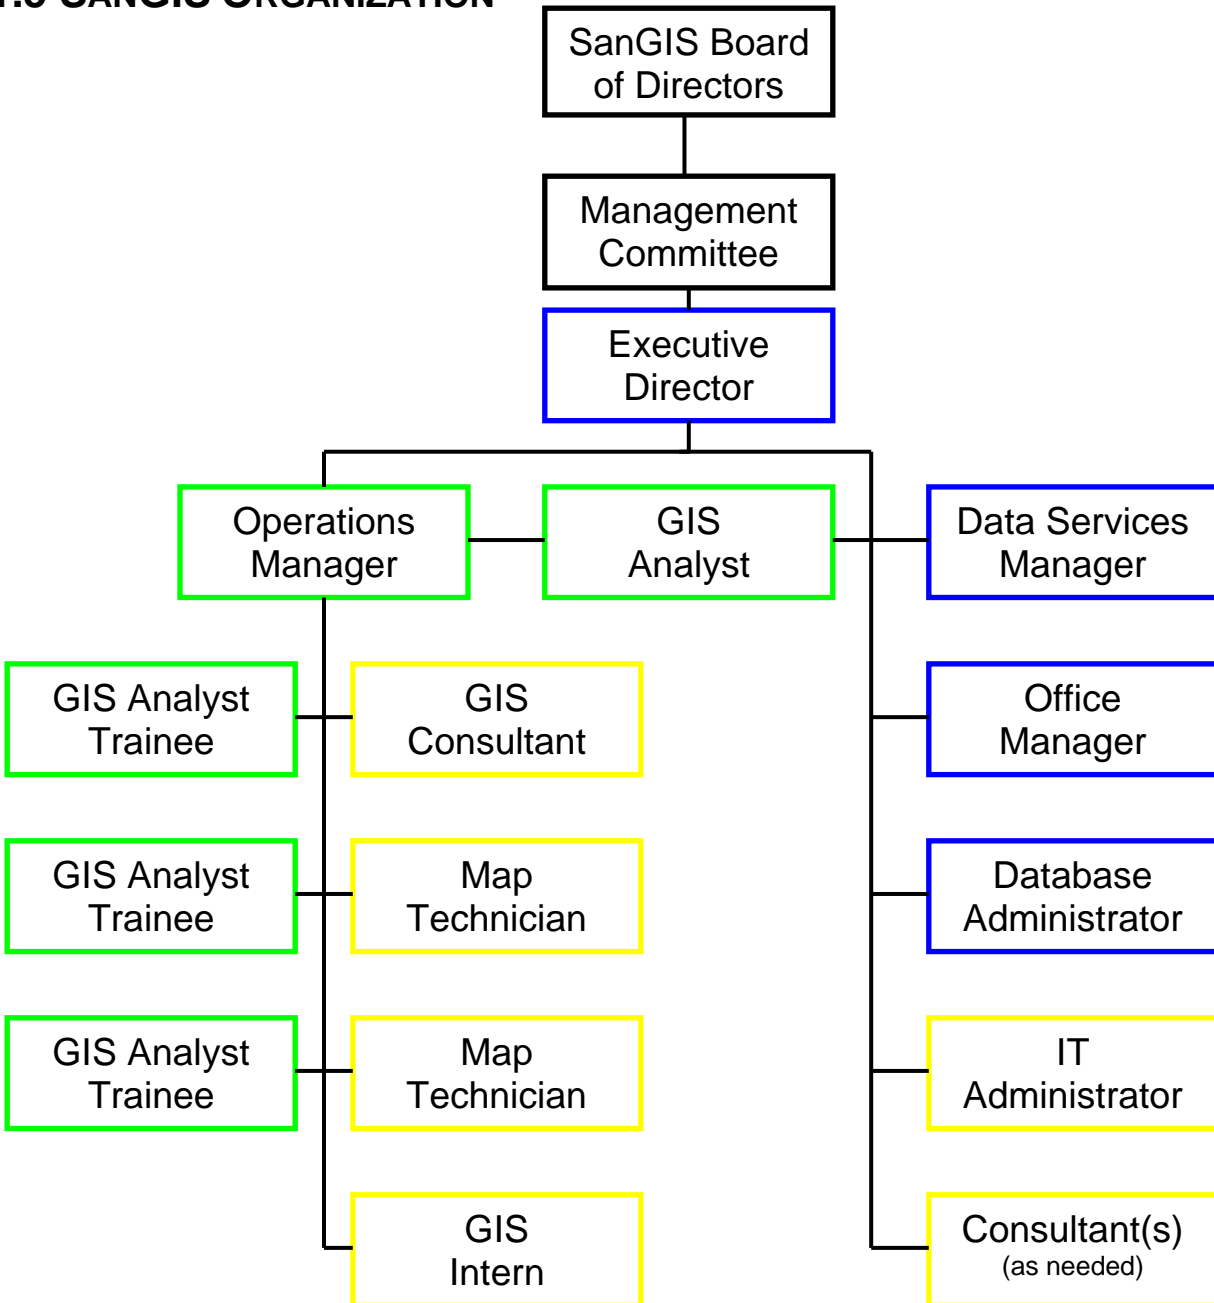 SANGIS ORGANIZATION
SanGIS Board
of Directors
Management
Committee
Executive
Director
Operations
Manager
GIS
Analyst
Data Services
Manager
GIS Analyst
Trainee
GIS
Consultant
Office
Manager
GIS Analyst
Trainee
Map
Technician
Database
Administrator
GIS Analyst
Trainee
Map
Technician
IT
Administrator
GIS
Intern
Consultant(s)
(as needed)